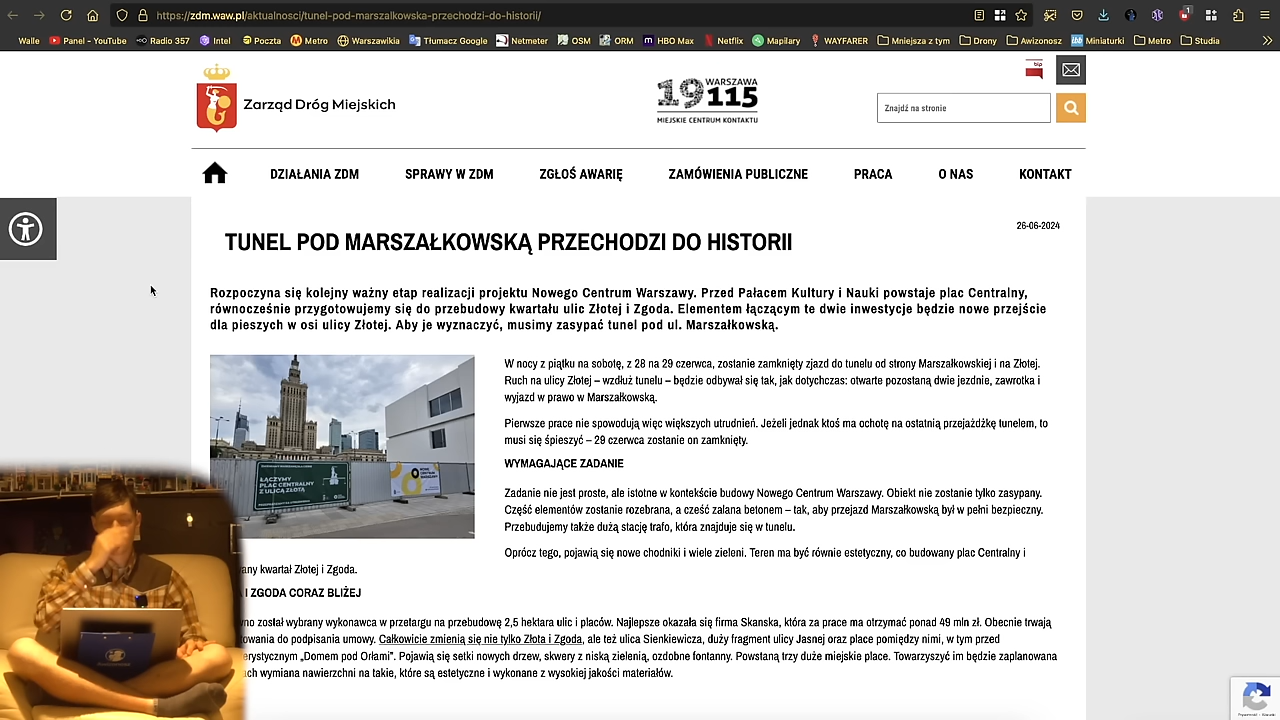 https://zdm.waw.pl/aktualnosci/tunel-pod-marszalkowska-przechodzi-do-historii/
Walle Panel - YouTube Radio 357 Intel Poczta Metro Warszawikia Tłumacz Google Netmeter OSM ORM HBO Max Netflix Mapilary WAYFARER Mniejsza z tym Drony Awizonosz Miniaturki Metro Studia
Zarząd Dróg Miejskich
19115 WARSZAWA
MIEJSKIE CENTRUM KONTAKTU
bip
Znajdź na stronie
DZIAŁANIA ZDM SPRAWY W ZDM ZGŁOŚ AWARIĘ ZAMÓWIENIA PUBLICZNE PRACA O NAS KONTAKT
26-06-2024
TUNEL POD MARSZAŁKOWSKĄ PRZECHODZI DO HISTORII
Rozpoczyna się kolejny ważny etap realizacji projektu Nowego Centrum Warszawy. Przed Pałacem Kultury i Nauki powstaje plac Centralny,
równocześnie przygotowujemy się do przebudowy kwartału ulic Złotej i Zgoda. Elementem łączącym te dwie inwestycje będzie nowe przejście
dla pieszych w osi ulicy Złotej. Aby je wyznaczyć, musimy zasypać tunel pod ul. Marszałkowską.
W nocy z piątku na sobotę, z 28 na 29 czerwca, zostanie zamknięty zjazd do tunelu od strony Marszałkowskiej i na Złotej.
Ruch na ulicy Złotej – wzdłuż tunelu – będzie odbywał się tak, jak dotychczas: otwarte pozostaną dwie jezdnie, zawrotka i
wyjazd w prawo w Marszałkowską.
Pierwsze prace nie spowodują więc większych utrudnień. Jeżeli jednak ktoś ma ochotę na ostatnią przejażdżkę tunelem, to
musi się śpieszyć – 29 czerwca zostanie on zamknięty.
WYMAGAJĄCE ZADANIE
ŁĄCZYMY
PLAC CENTRALNY
Z ULICĄ ZŁOTĄ
NOWE
CENTRUM
WARSZAWY
Zadanie nie jest proste, ale istotne w kontekście budowy Nowego Centrum Warszawy. Obiekt nie zostanie tylko zasypany.
Część elementów zostanie rozebrana, a cześć zalana betonem – tak, aby przejazd Marszałkowską był w pełni bezpieczny.
Przebudujemy także dużą stację trafo, która znajduje się w tunelu.
Oprócz tego, pojawią się nowe chodniki i wiele zieleni. Teren ma być równie estetyczny, co budowany plac Centralny i
any kwartał Złotej i Zgoda.
I ZGODA CORAZ BLIŻEJ
no został wybrany wykonawca w przetargu na przebudowę 2,5 hektara ulic i placów. Najlepsze okazała się firma Skanska, która za prace ma otrzymać ponad 49 mln zł. Obecnie trwają
towania do podpisania umowy. Całkowicie zmienią się nie tylko Złota i Zgoda, ale też ulica Sienkiewicza, duży fragment ulicy Jasnej oraz place pomiędzy nimi, w tym przed
erystycznym „Domem pod Orłami”. Pojawią się setki nowych drzew, skwery z niską zielenią, ozdobne fontanny. Powstaną trzy duże miejskie place. Towarzyszyć im będzie zaplanowana
ch wymiana nawierzchni na takie, które są estetyczne i wykonane z wysokiej jakości materiałów.